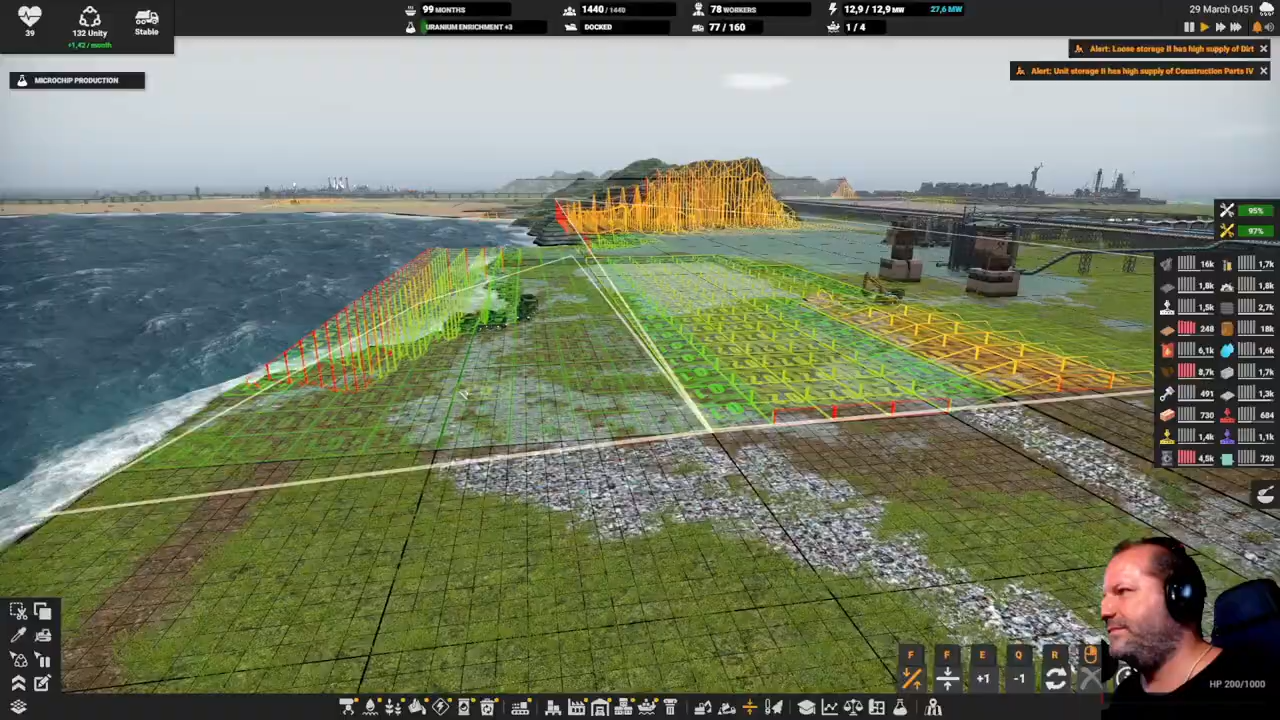 39
132 Unity
+1,42 / month
Stable
99 MONTHS
URANIUM ENRICHMENT +3
1440 / 1440
DOCKED
78 WORKERS
77 / 160
12,9 / 12,9 MW
27,6 MW
1 / 4
29 March 0451
Alert: Loose storage II has high supply of Dirt
Alert: Unit storage II has high supply of Construction Parts IV
MICROCHIP PRODUCTION
95%
97%
16k 1,7k
1,8k 1,8k
1,5k 2,7k
248 18k
6,1k 1,6k
8,7k 1,7k
491 1,3k
730 684
1,4k 1,1k
4,5k 720
F F E Q R
+1 -1
HP 200/1000